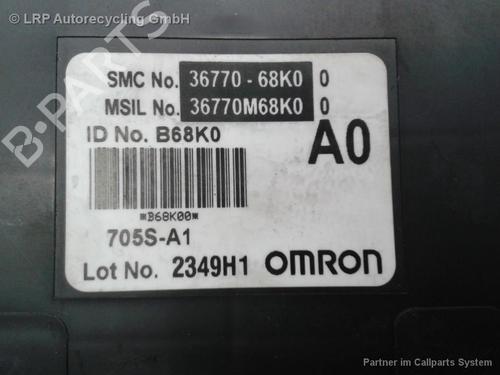 © LRP Autorecycling GmbH
SMC No. 36770 - 68K0 0
MSIL No. 36770M68K0 0
ID No. B68K0
A0
*B68K00*
705S-A1
Lot No. 2349H1 OMRON
B-PARTS
Partner im Callparts System